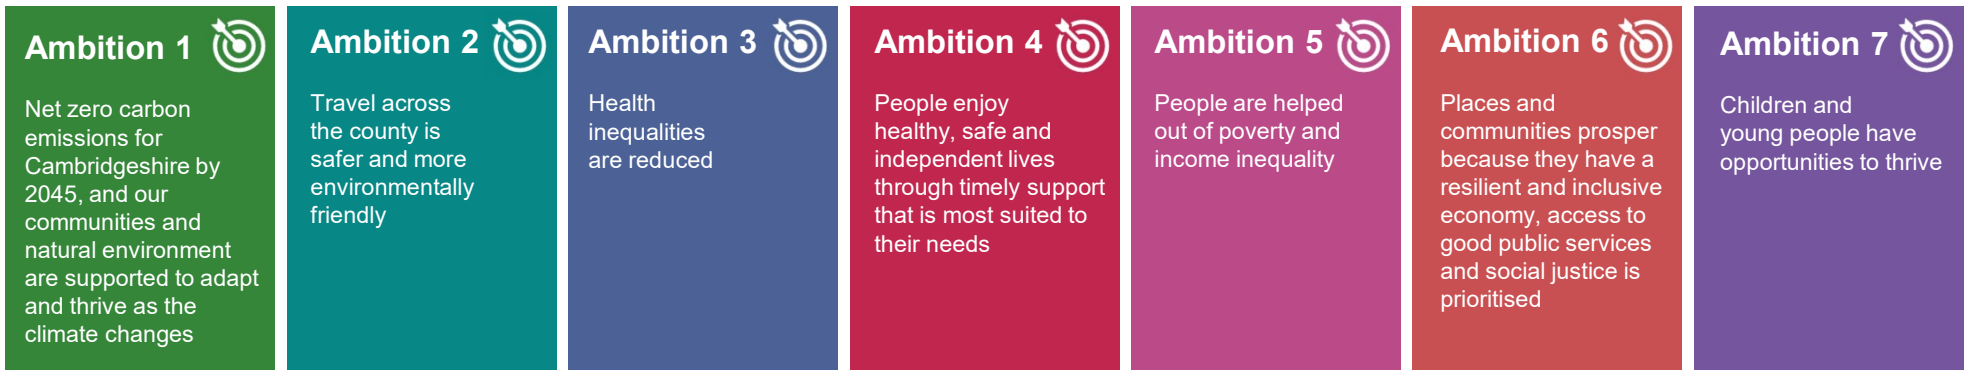 Ambition 1
Net zero carbon
emissions for
Cambridgeshire by
2045, and our
communities and
natural environment
are supported to adapt
and thrive as the
climate changes
Ambition 2
Travel across
the county is
safer and more
environmentally
friendly
Ambition 3
Health
inequalities
are reduced
Ambition 4
People enjoy
healthy, safe and
independent lives
through timely support
that is most suited to
their needs
Ambition 5
People are helped
out of poverty and
income inequality
Ambition 6
Places and
communities prosper
because they have a
resilient and inclusive
economy, access to
good public services
and social justice is
prioritised
Ambition 7
Children and
young people have
opportunities to thrive